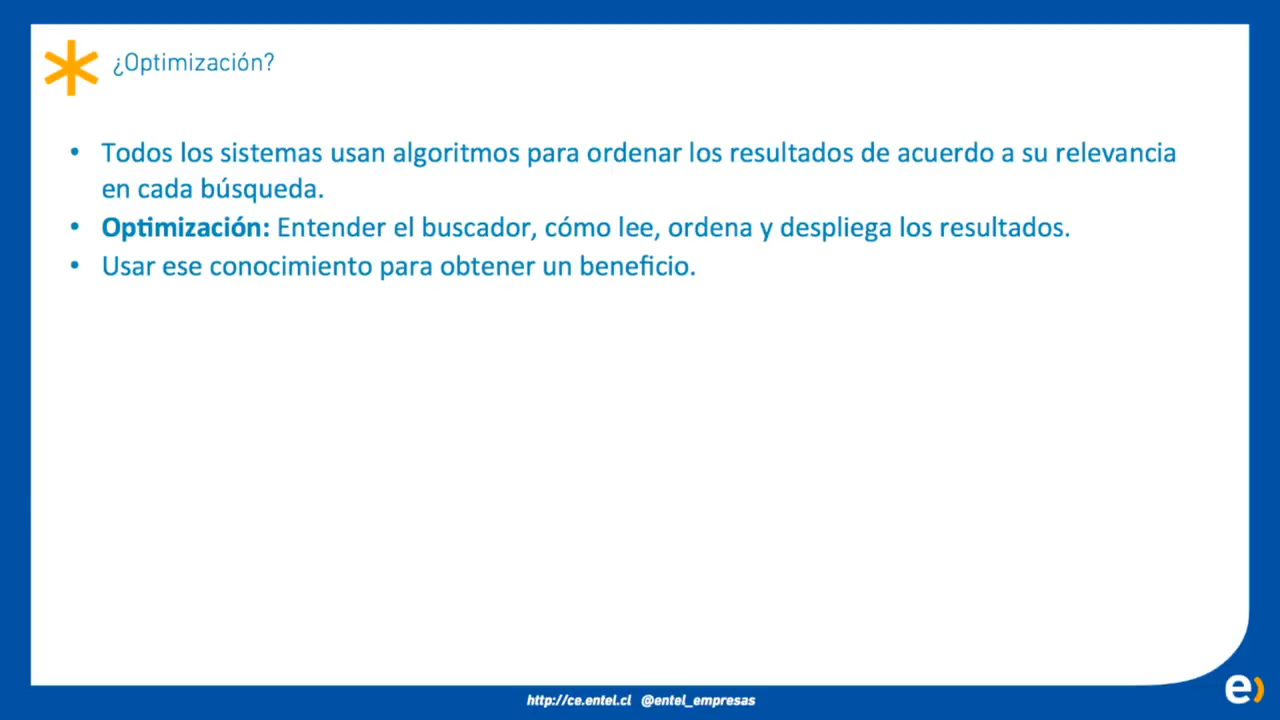 ¿Optimización?
• Todos los sistemas usan algoritmos para ordenar los resultados de acuerdo a su relevancia
en cada búsqueda.
• Optimización: Entender el buscador, cómo lee, ordena y despliega los resultados.
• Usar ese conocimiento para obtener un beneficio.
http://ce.entel.cl @entel_empresas
e)